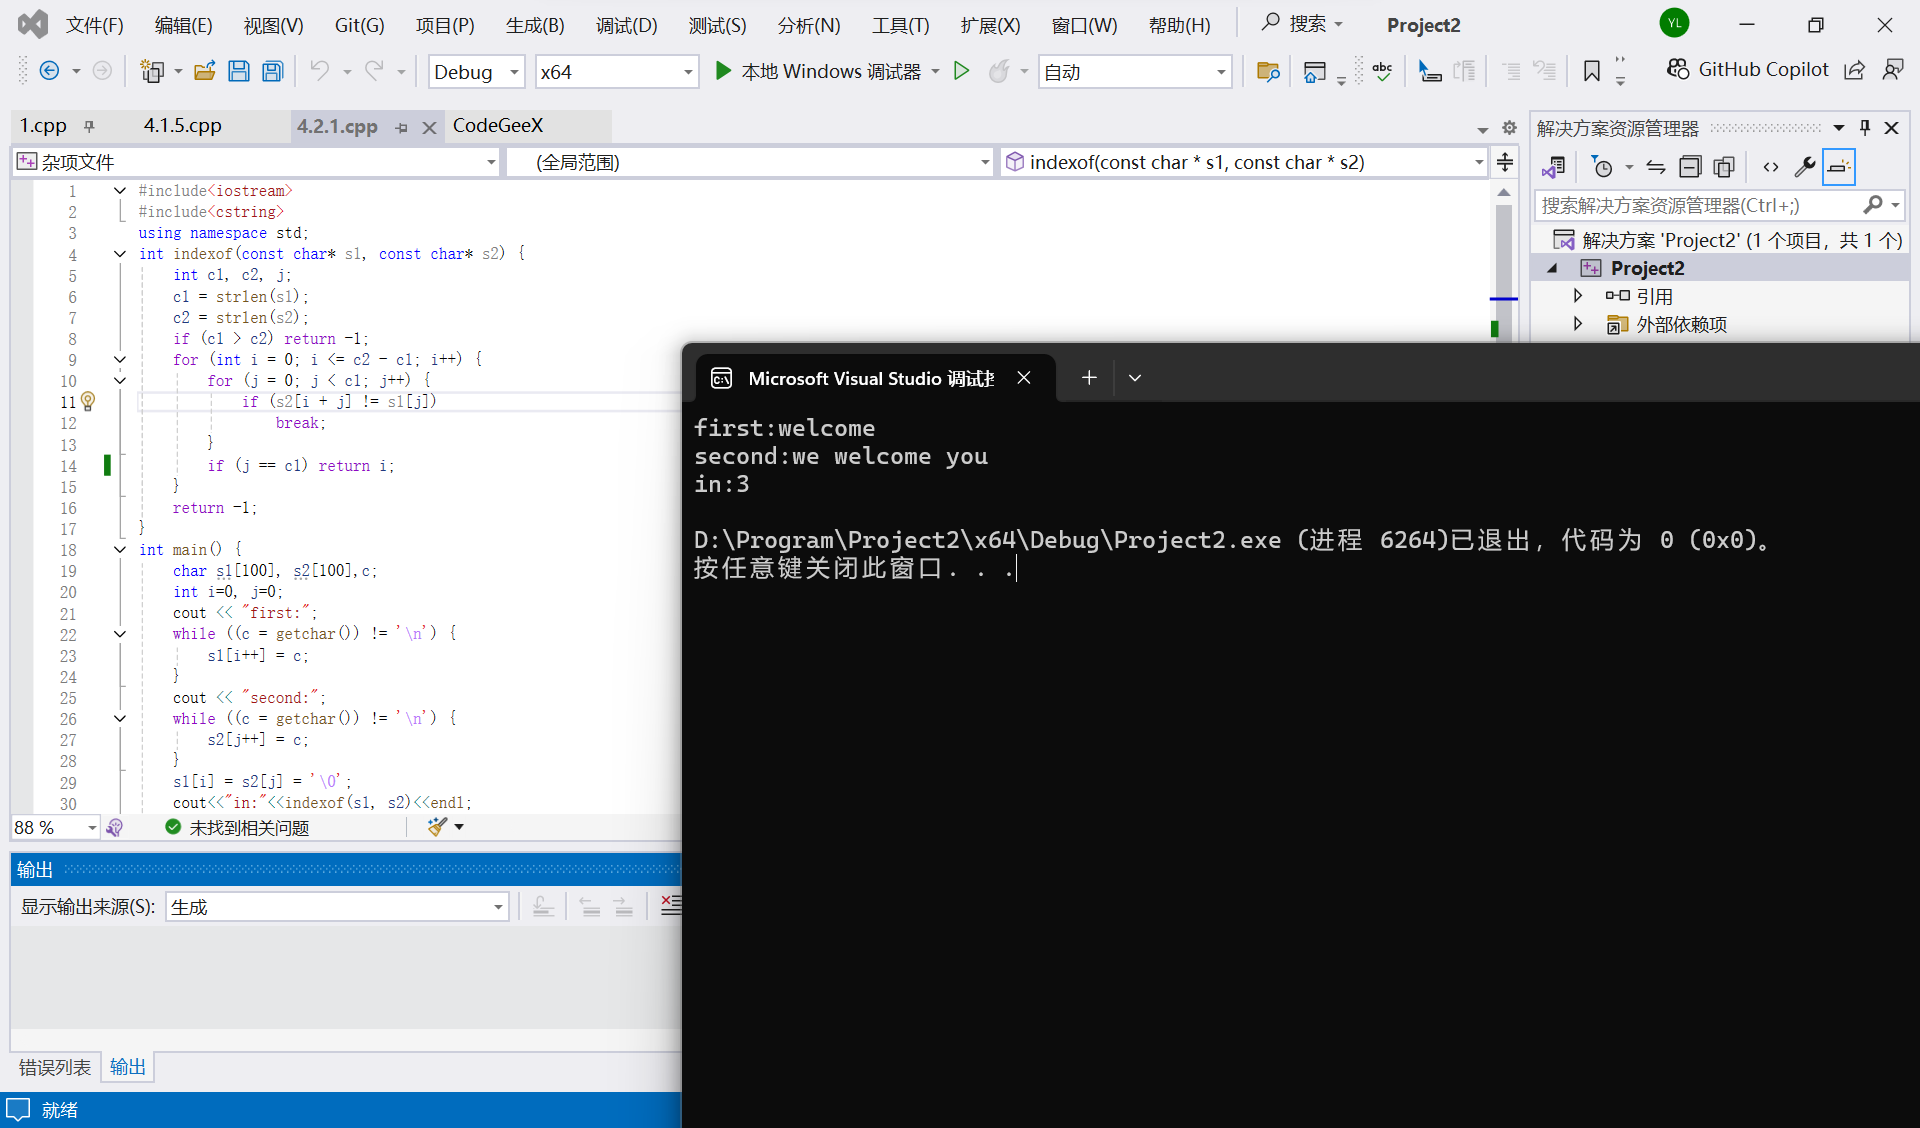 文件(F) 编辑(E) 视图(V) Git(G) 项目(P) 生成(B) 调试(D) 测试(S) 分析(N) 工具(T) 扩展(X) 窗口(W) 帮助(H) 搜索 Project2 YL
Debug x64 本地 Windows 调试器 自动 abc GitHub Copilot
1.cpp 4.1.5.cpp 4.2.1.cpp CodeGeeX
杂项文件 (全局范围) indexof(const char * s1, const char * s2)
1 #include<iostream>
2 #include<cstring>
3 using namespace std;
4 int indexof(const char* s1, const char* s2) {
5 int c1, c2, j;
6 c1 = strlen(s1);
7 c2 = strlen(s2);
8 if (c1 > c2) return -1;
9 for (int i = 0; i <= c2 - c1; i++) {
10 for (j = 0; j < c1; j++) {
11 if (s2[i + j] != s1[j])
12 break;
13 }
14 if (j == c1) return i;
15 }
16 return -1;
17 }
18 int main() {
19 char s1[100], s2[100],c;
20 int i=0, j=0;
21 cout << "first:";
22 while ((c = getchar()) != '\n') {
23 s1[i++] = c;
24 }
25 cout << "second:";
26 while ((c = getchar()) != '\n') {
27 s2[j++] = c;
28 }
29 s1[i] = s2[j] = '\0';
30 cout<<"in:"<<indexof(s1, s2)<<endl;
88 % 未找到相关问题
输出
显示输出来源(S): 生成
错误列表 输出
就绪
解决方案资源管理器
搜索解决方案资源管理器(Ctrl+;)
解决方案 'Project2' (1 个项目，共 1 个)
Project2
引用
外部依赖项
Microsoft Visual Studio 调试
first:welcome
second:we welcome you
in:3
D:\Program\Project2\x64\Debug\Project2.exe (进程 6264)已退出，代码为 0 (0x0)。
按任意键关闭此窗口. . .